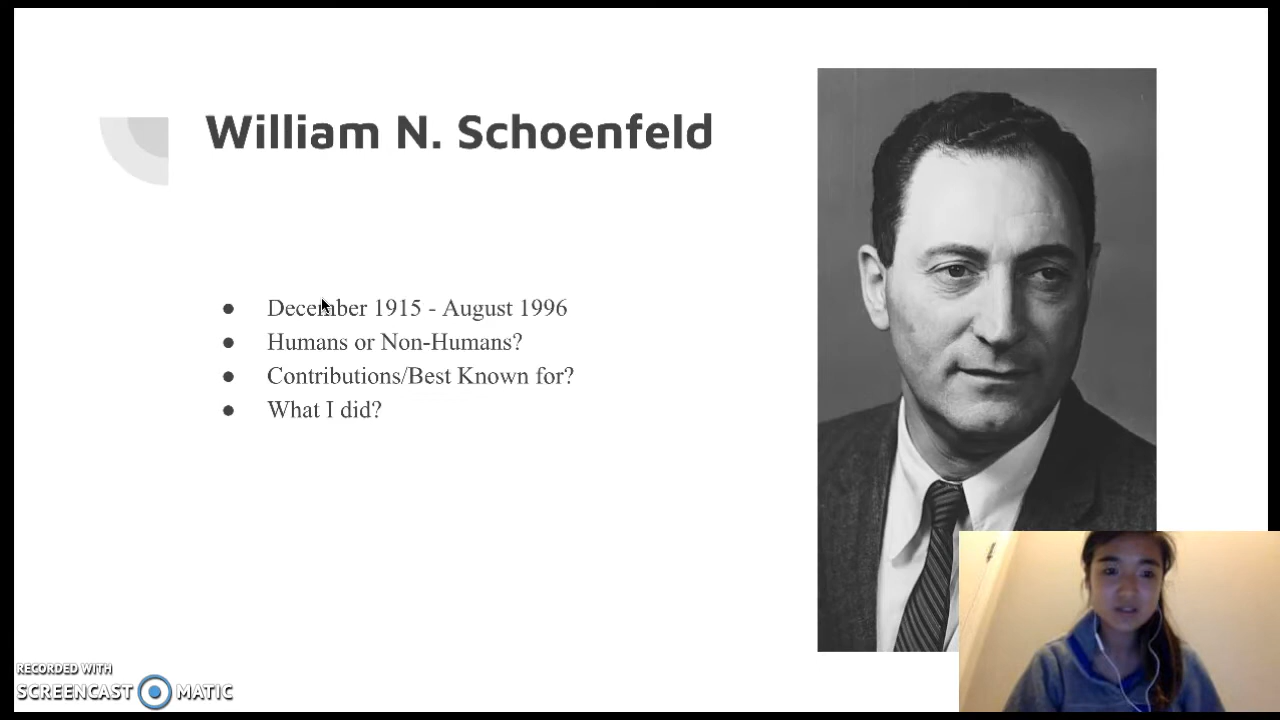 William N. Schoenfeld
● December 1915 - August 1996
● Humans or Non-Humans?
● Contributions/Best Known for?
● What I did?
RECORDED WITH
SCREENCAST MATIC